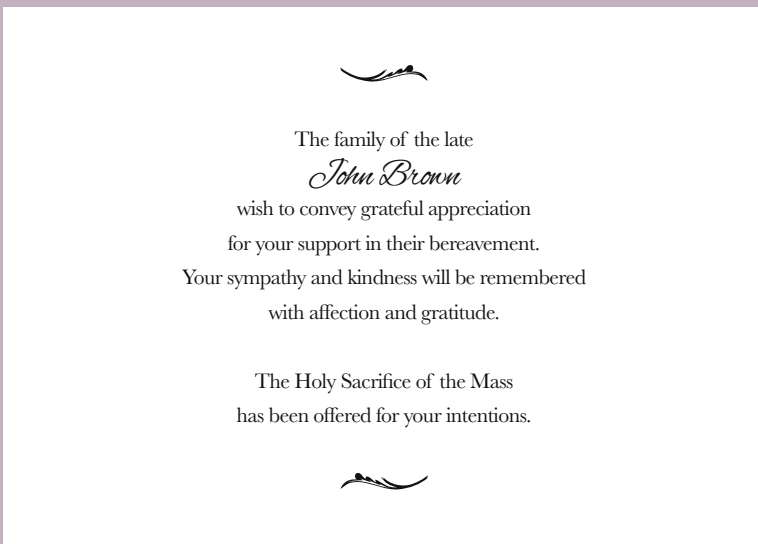 The family of the late
John Brown
wish to convey grateful appreciation
for your support in their bereavement.
Your sympathy and kindness will be remembered
with affection and gratitude.
The Holy Sacrifice of the Mass
has been offered for your intentions.